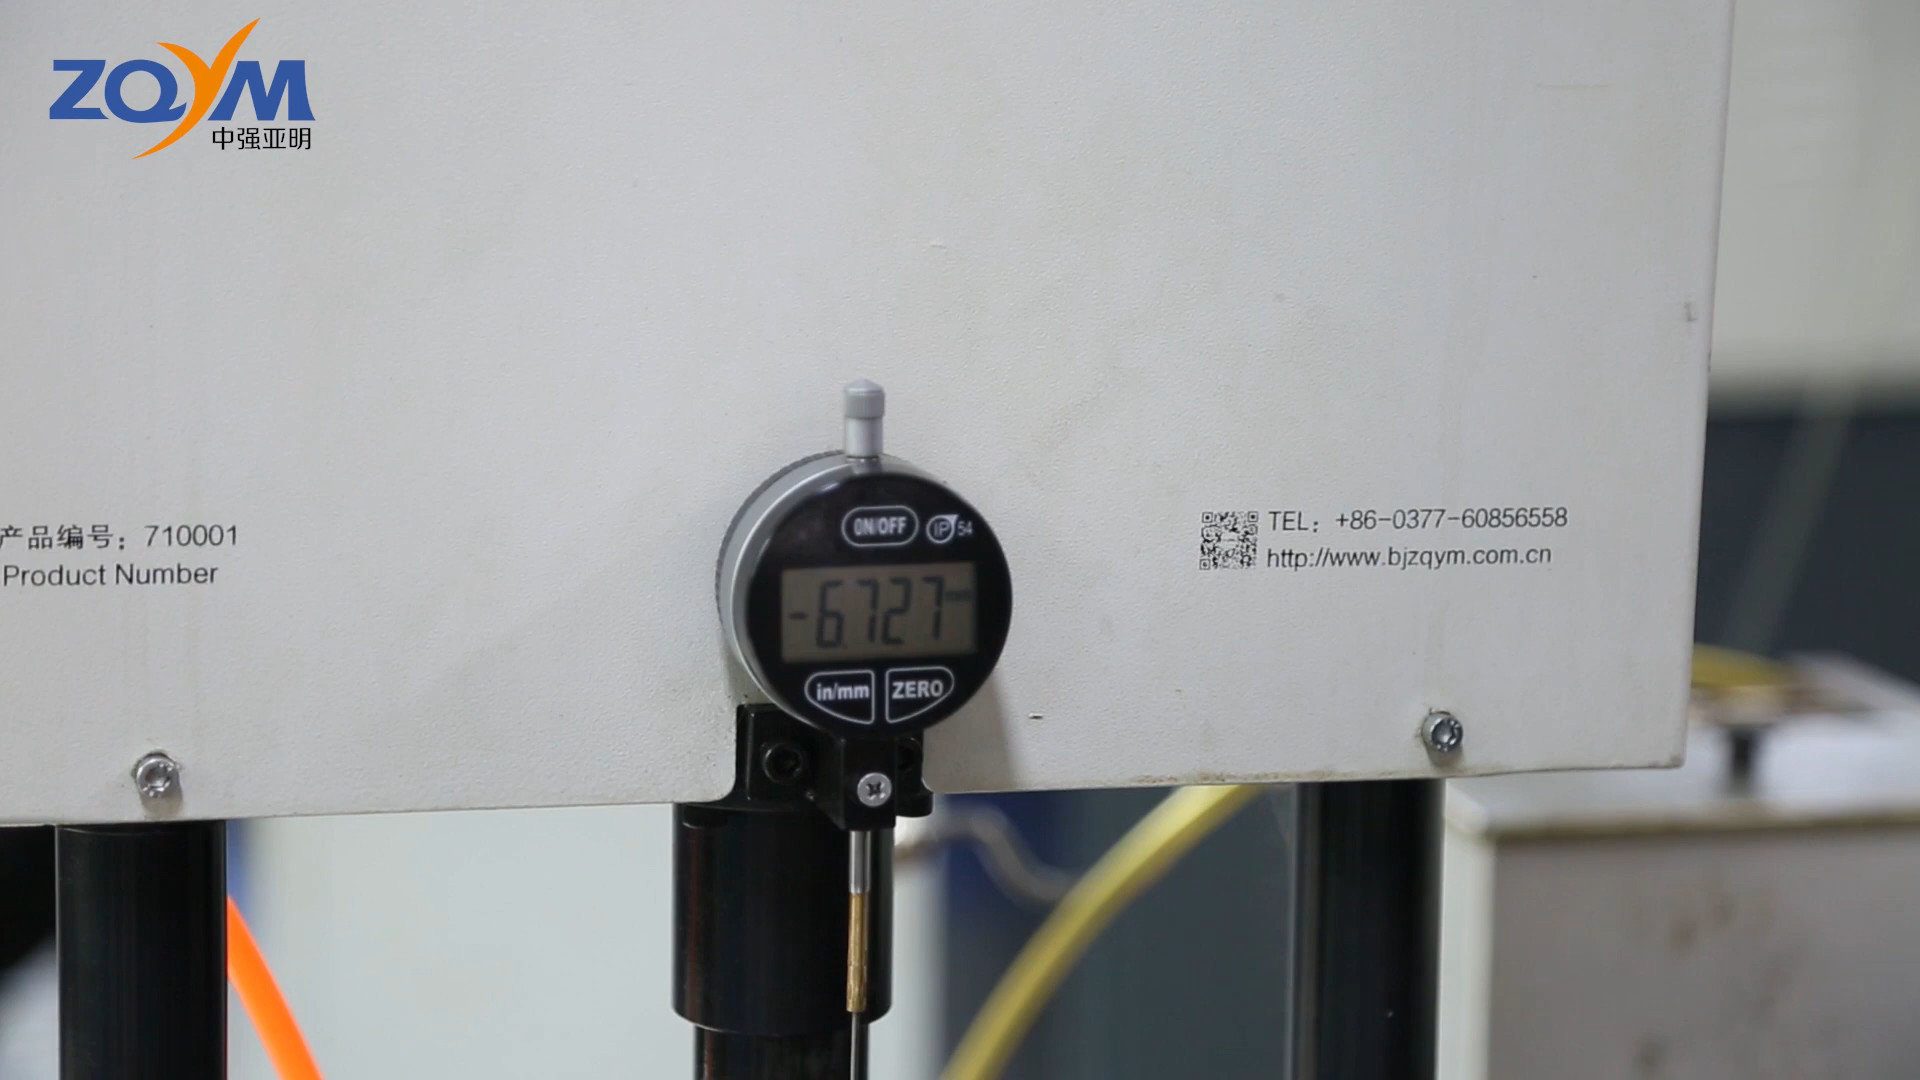 ZQYM
中强亚明
产品编号：710001
Product Number
ON/OFF
IP54
-6.727 mm
in/mm
ZERO
TEL：+86-0377-60856558
http://www.bjzqym.com.cn